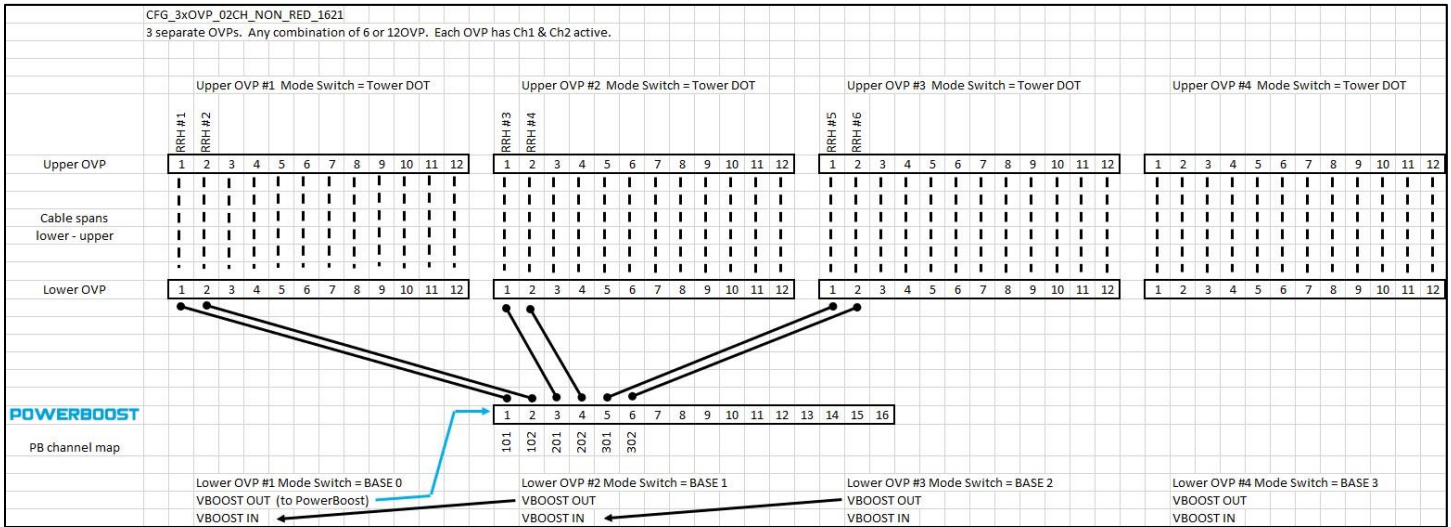 CFG_3xOVP_02CH_NON_RED_1621
3 separate OVPs. Any combination of 6 or 12OVP. Each OVP has Ch1 & Ch2 active.
Upper OVP #1 Mode Switch = Tower DOT
Upper OVP #2 Mode Switch = Tower DOT
Upper OVP #3 Mode Switch = Tower DOT
Upper OVP #4 Mode Switch = Tower DOT
RRH #1
RRH #2
RRH #3
RRH #4
RRH #5
RRH #6
Upper OVP
1 2 3 4 5 6 7 8 9 10 11 12
1 2 3 4 5 6 7 8 9 10 11 12
1 2 3 4 5 6 7 8 9 10 11 12
1 2 3 4 5 6 7 8 9 10 11 12
Cable spans
lower - upper
Lower OVP
1 2 3 4 5 6 7 8 9 10 11 12
1 2 3 4 5 6 7 8 9 10 11 12
1 2 3 4 5 6 7 8 9 10 11 12
1 2 3 4 5 6 7 8 9 10 11 12
POWERBOOST
1 2 3 4 5 6 7 8 9 10 11 12 13 14 15 16
PB channel map
101
102
201
202
301
302
Lower OVP #1 Mode Switch = BASE 0
VBOOST OUT (to PowerBoost)
VBOOST IN
Lower OVP #2 Mode Switch = BASE 1
VBOOST OUT
VBOOST IN
Lower OVP #3 Mode Switch = BASE 2
VBOOST OUT
VBOOST IN
Lower OVP #4 Mode Switch = BASE 3
VBOOST OUT
VBOOST IN